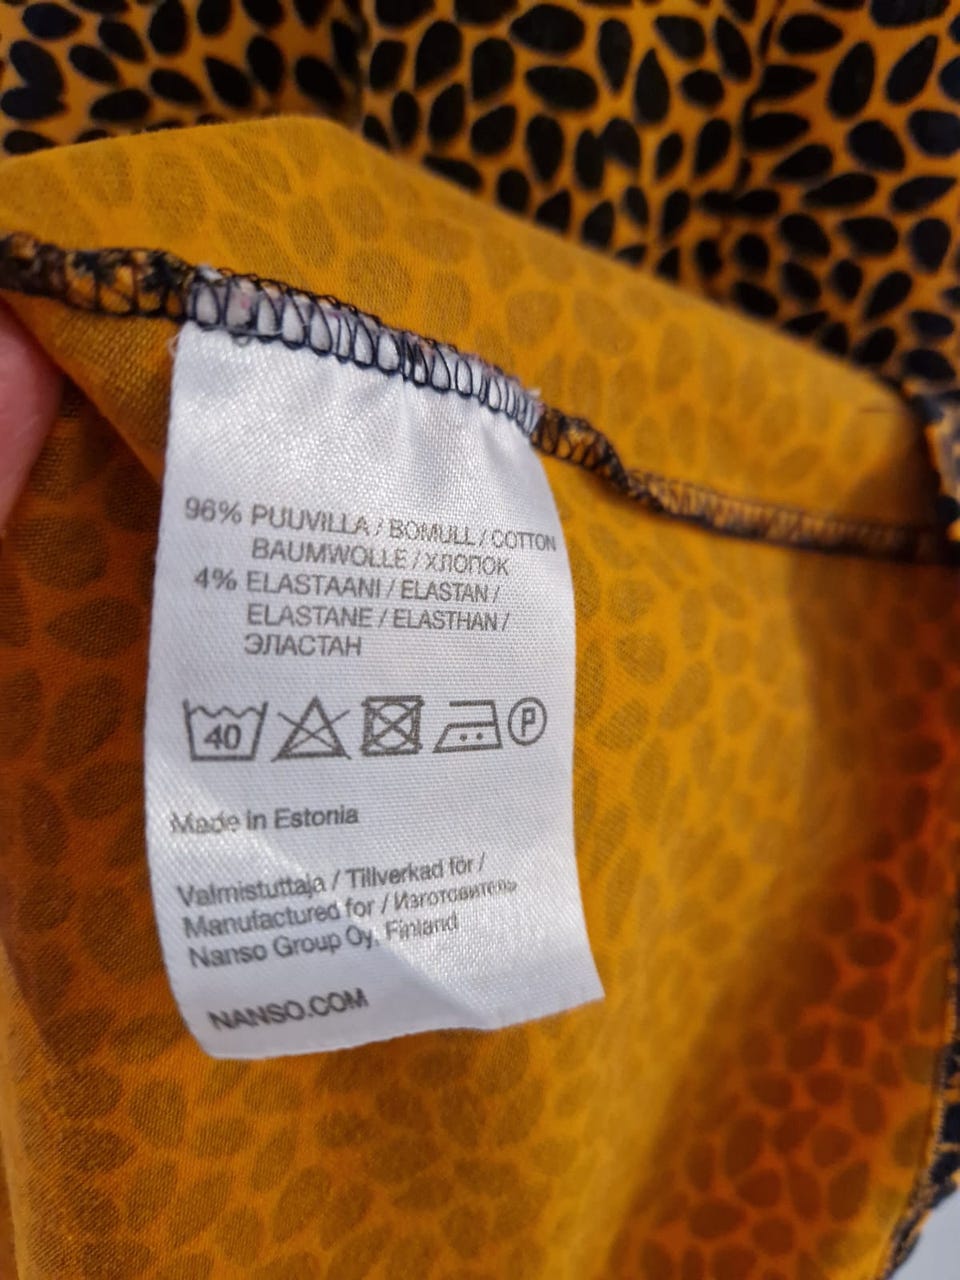 96% PUUVILLA / BOMULL / COTTON
BAUMWOLLE / ХЛОПОК
4% ELASTAANI / ELASTAN /
ELASTANE / ELASTHAN /
ЭЛАСТАН
40 P
Made in Estonia
Valmistuttaja / Tillverkad för /
Manufactured for / Изготовитель
Nanso Group Oy, Finland
NANSO.COM